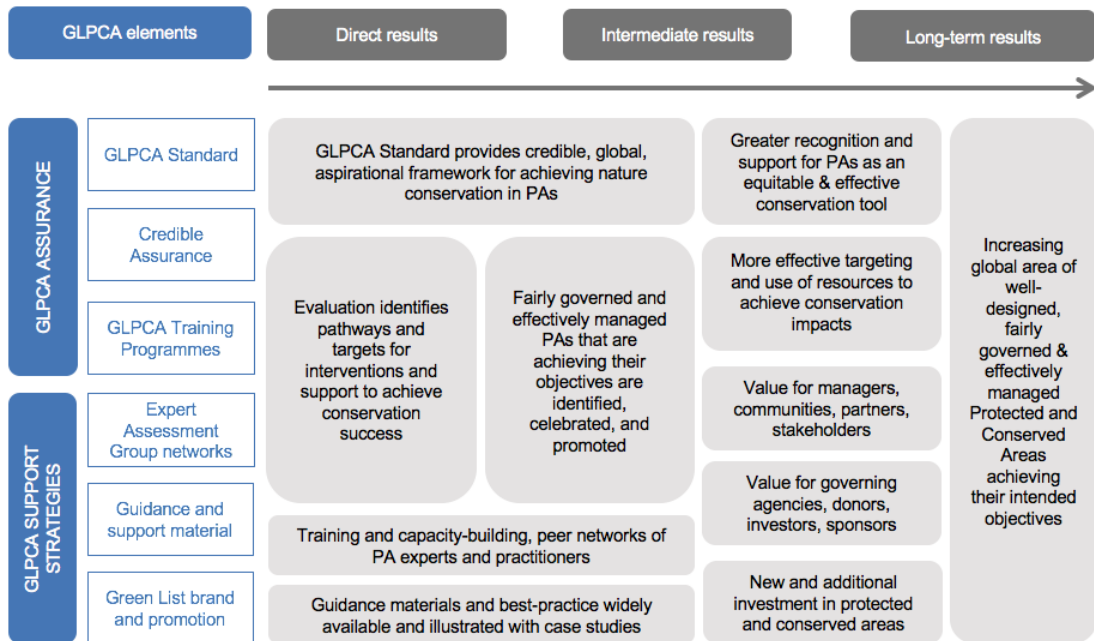 GLPCA elements
Direct results
Intermediate results
Long-term results
GLPCA ASSURANCE
GLPCA Standard
Credible
Assurance
GLPCA Training
Programmes
GLPCA SUPPORT
STRATEGIES
Expert
Assessment
Group networks
Guidance and
support material
Green List brand
and promotion
GLPCA Standard provides credible, global,
aspirational framework for achieving nature
conservation in PAs
Evaluation identifies
pathways and
targets for
interventions and
support to achieve
conservation
success
Fairly governed and
effectively managed
PAs that are
achieving their
objectives are
identified,
celebrated, and
promoted
Training and capacity-building, peer networks of
PA experts and practitioners
Guidance materials and best-practice widely
available and illustrated with case studies
Greater recognition and
support for PAs as an
equitable & effective
conservation tool
More effective targeting
and use of resources to
achieve conservation
impacts
Value for managers,
communities, partners,
stakeholders
Value for governing
agencies, donors,
investors, sponsors
New and additional
investment in protected
and conserved areas
Increasing
global area of
well-
designed,
fairly
governed &
effectively
managed
Protected and
Conserved
Areas
achieving
their intended
objectives